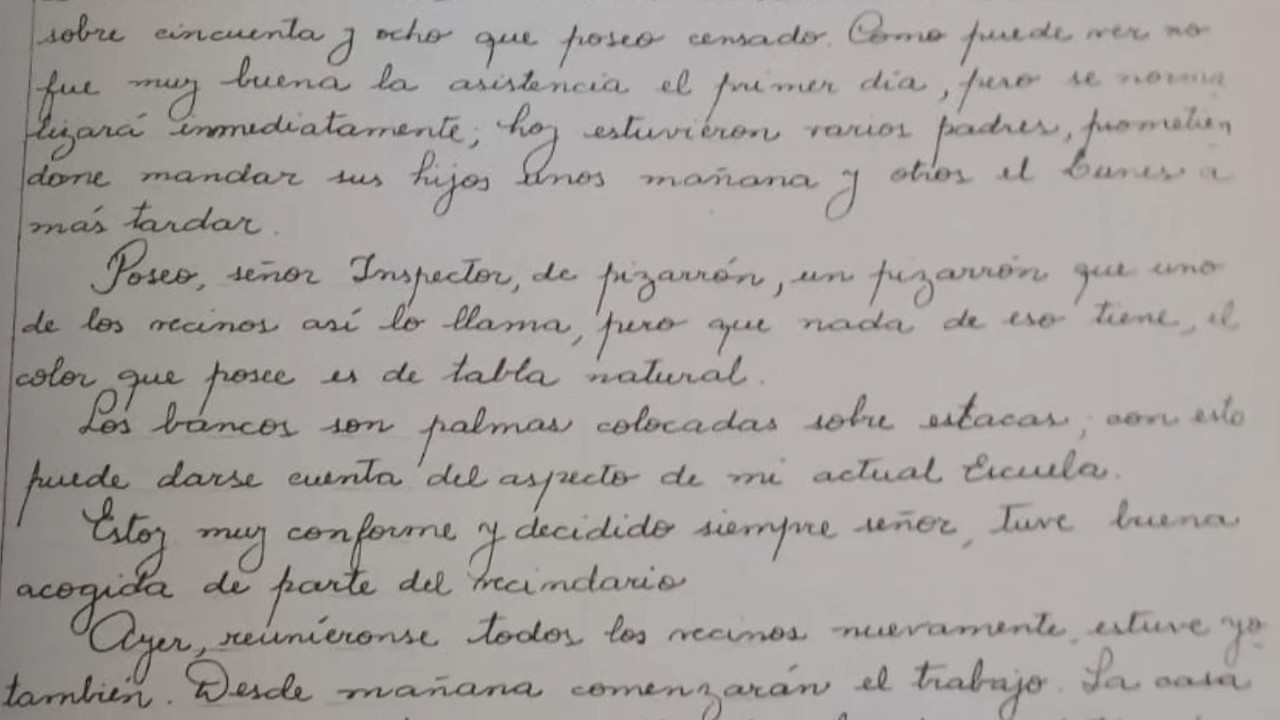 sobre cincuenta y ocho que poseo censado. Como puede ver no
fue muy buena la asistencia el primer día, pero se norma
lizará inmediatamente; hoy estuvieron varios padres, prometién
dome mandar sus hijos unos mañana y otros el lunes a
más tardar.
Poseo, señor Inspector, de pizarrón, un pizarrón que uno
de los vecinos así lo llama, pero que nada de eso tiene, el
color que posee es de tabla natural.
Los bancos son palmas colocadas sobre estacas; con esto
puede darse cuenta del aspecto de mi actual Escuela.
Estoy muy conforme y decidido siempre señor, tuve buena
acogida de parte del vecindario
Ayer, reuniéronse todos los vecinos nuevamente, estuve yo
también. Desde mañana comenzarán el trabajo. La casa